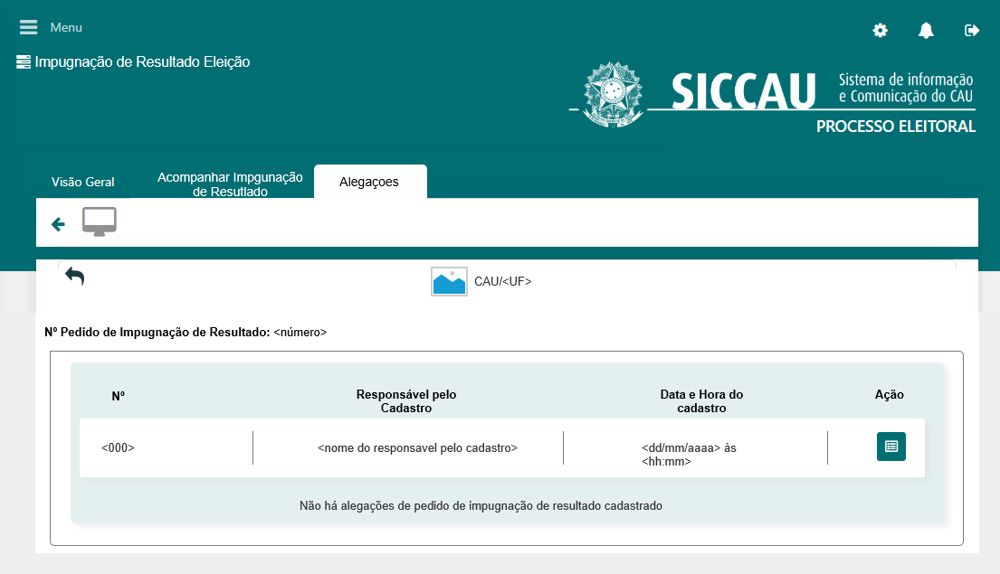 Menu
Impugnação de Resultado Eleição
SICCAU
Sistema de informação
e Comunicação do CAU
PROCESSO ELEITORAL
Visão Geral
Acompanhar Impgunação
de Resutlado
Alegaçoes
CAU/<UF>
Nº Pedido de Impugnação de Resultado: <número>
Nº
Responsável pelo
Cadastro
Data e Hora do
cadastro
Ação
<000>
<nome do responsavel pelo cadastro>
<dd/mm/aaaa> às
<hh:mm>
Não há alegações de pedido de impugnação de resultado cadastrado